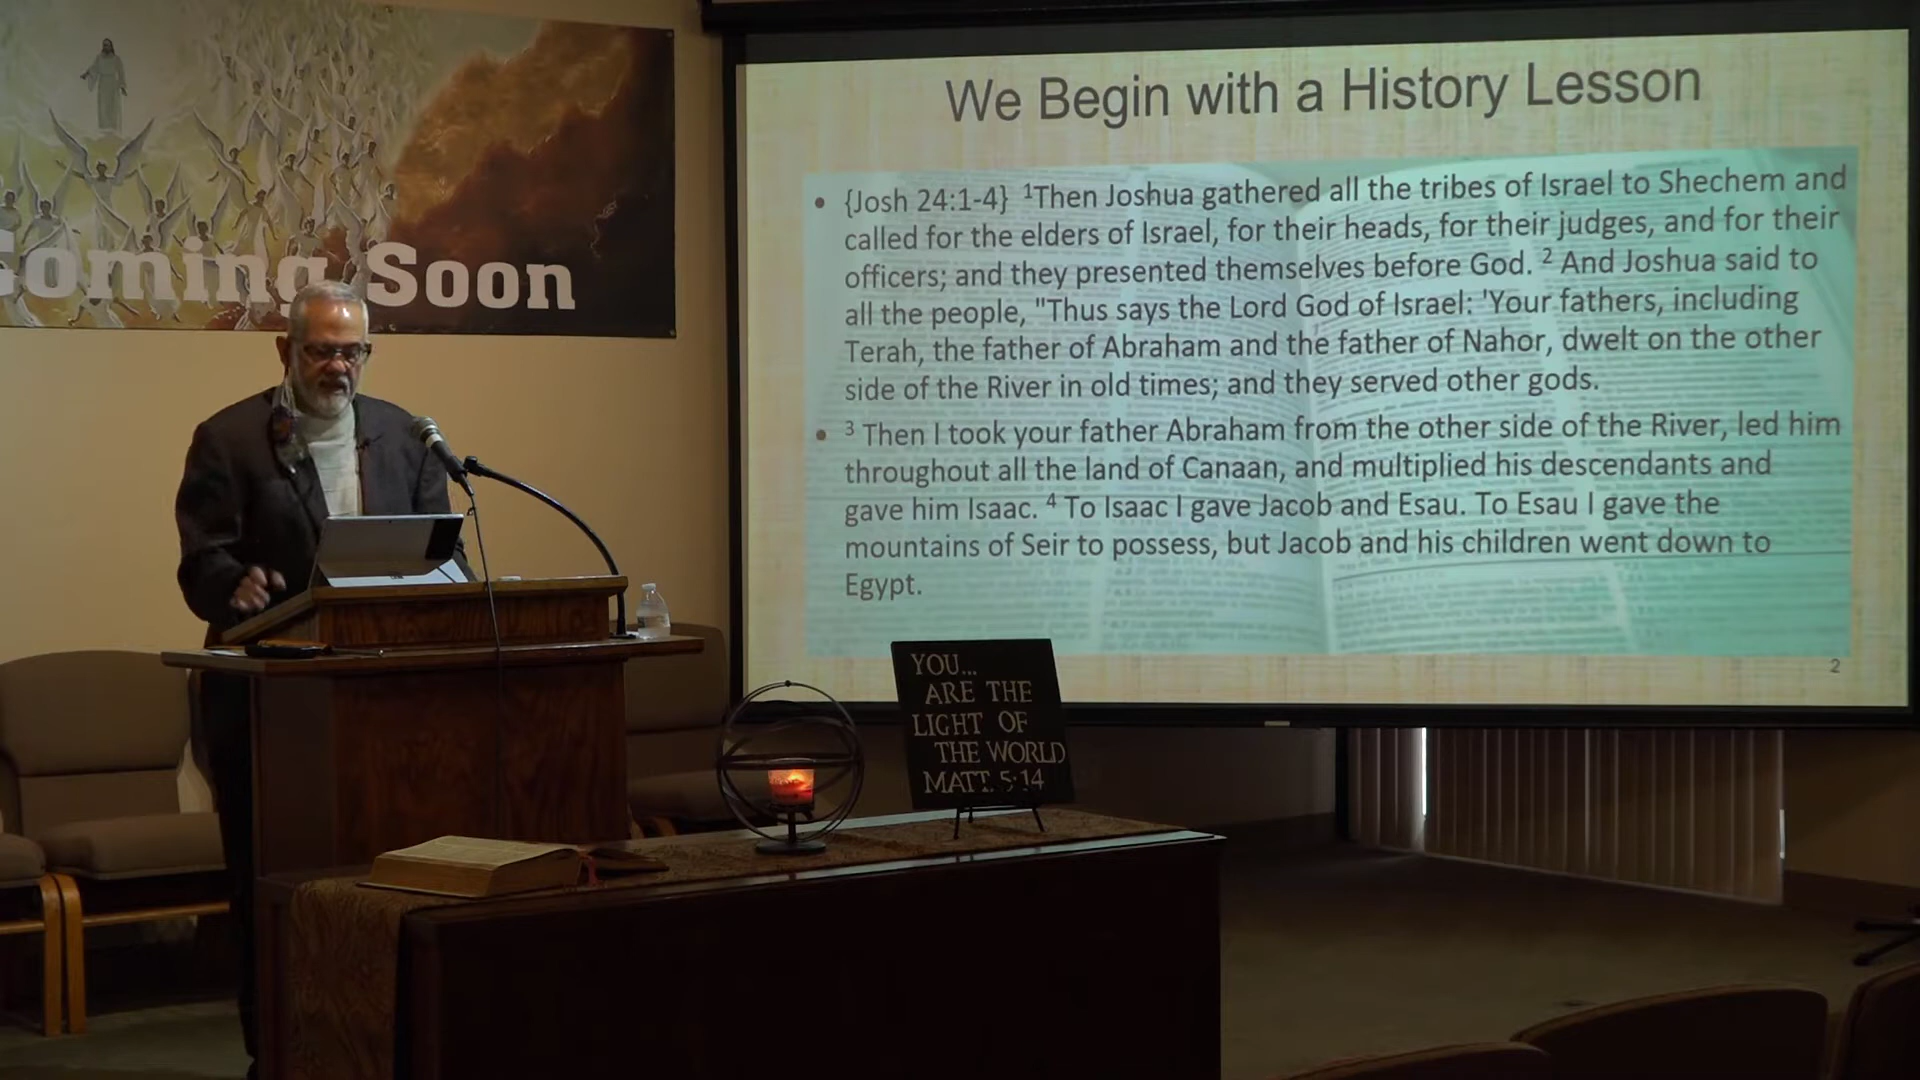 Coming Soon
We Begin with a History Lesson
• {Josh 24:1-4} ¹Then Joshua gathered all the tribes of Israel to Shechem and
called for the elders of Israel, for their heads, for their judges, and for their
officers; and they presented themselves before God. ² And Joshua said to
all the people, "Thus says the Lord God of Israel: 'Your fathers, including
Terah, the father of Abraham and the father of Nahor, dwelt on the other
side of the River in old times; and they served other gods.
• ³ Then I took your father Abraham from the other side of the River, led him
throughout all the land of Canaan, and multiplied his descendants and
gave him Isaac. ⁴ To Isaac I gave Jacob and Esau. To Esau I gave the
mountains of Seir to possess, but Jacob and his children went down to
Egypt.
2
YOU...
ARE THE
LIGHT OF
THE WORLD
MATT. 5:14